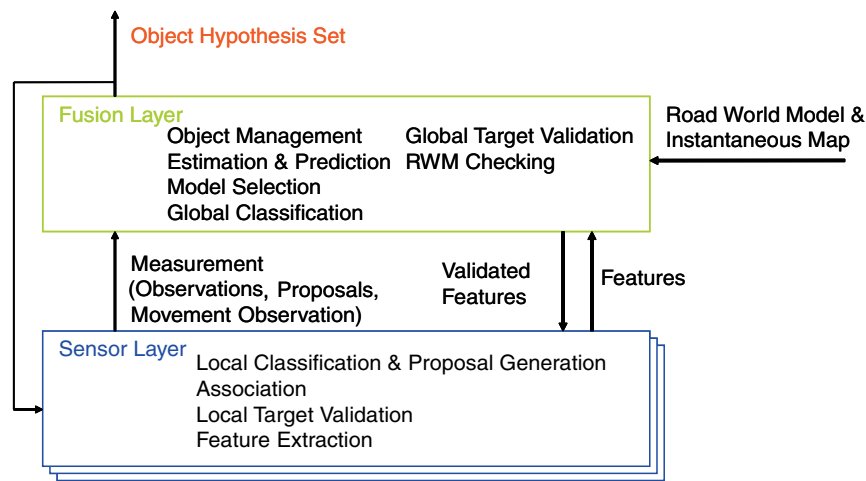 Object Hypothesis Set
Fusion Layer
Object Management
Estimation & Prediction
Model Selection
Global Classification
Global Target Validation
RWM Checking
Road World Model &
Instantaneous Map
Measurement
(Observations, Proposals,
Movement Observation)
Validated
Features
Features
Sensor Layer
Local Classification & Proposal Generation
Association
Local Target Validation
Feature Extraction